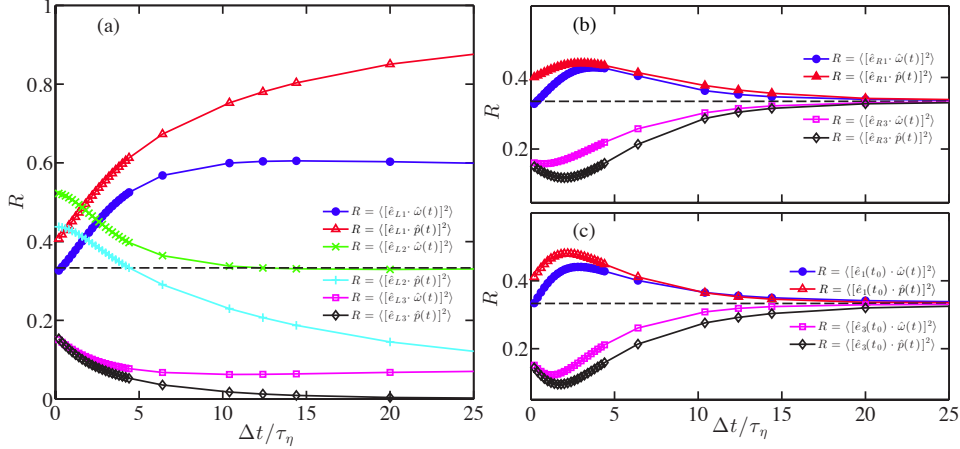 (a)
1
0.8
0.6
0.4
0.2
0
R
R = ⟨[ê_{L1}· ω̂(t)]²⟩
R = ⟨[ê_{L1}· p̂(t)]²⟩
R = ⟨[ê_{L2}· ω̂(t)]²⟩
R = ⟨[ê_{L2}· p̂(t)]²⟩
R = ⟨[ê_{L3}· ω̂(t)]²⟩
R = ⟨[ê_{L3}· p̂(t)]²⟩
0 5 10 15 20 25
Δt/τ_η
(b)
0.4
0.2
R
R = ⟨[ê_{R1}· ω̂(t)]²⟩
R = ⟨[ê_{R1}· p̂(t)]²⟩
R = ⟨[ê_{R3}· ω̂(t)]²⟩
R = ⟨[ê_{R3}· p̂(t)]²⟩
(c)
0.4
0.2
R
R = ⟨[ê_1(t_0) · ω̂(t)]²⟩
R = ⟨[ê_1(t_0) · p̂(t)]²⟩
R = ⟨[ê_3(t_0) · ω̂(t)]²⟩
R = ⟨[ê_3(t_0) · p̂(t)]²⟩
0 5 10 15 20 25
Δt/τ_η